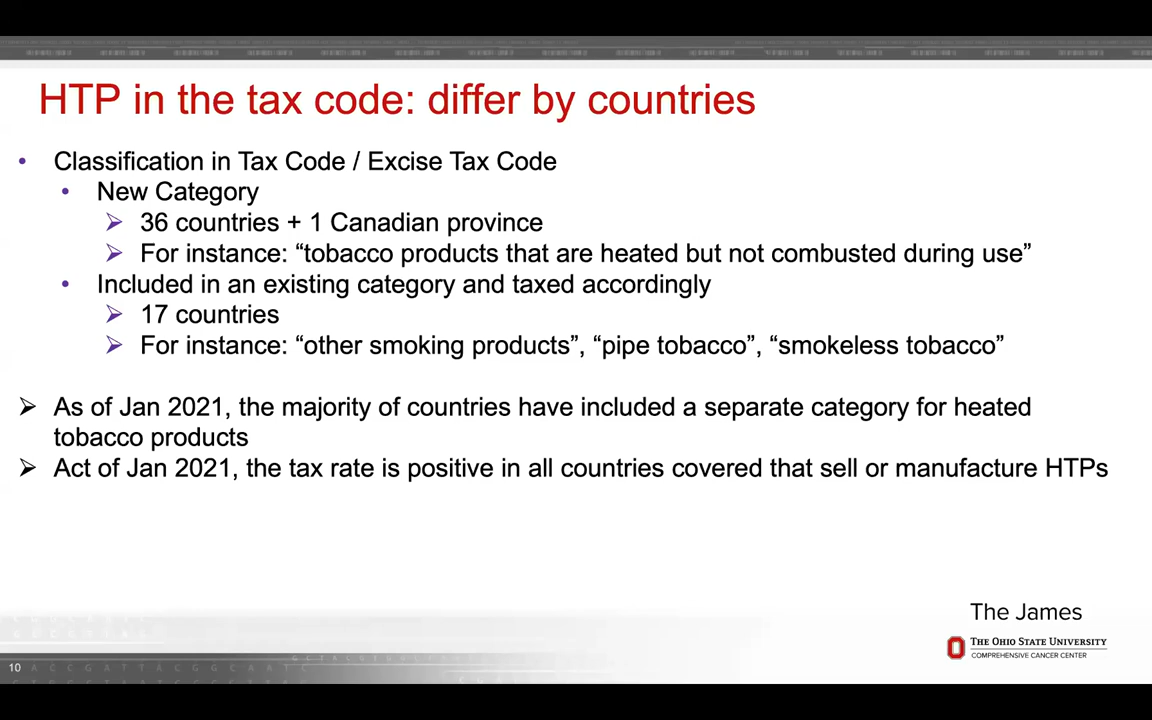 HTP in the tax code: differ by countries
• Classification in Tax Code / Excise Tax Code
• New Category
➢ 36 countries + 1 Canadian province
➢ For instance: “tobacco products that are heated but not combusted during use”
• Included in an existing category and taxed accordingly
➢ 17 countries
➢ For instance: “other smoking products”, “pipe tobacco”, “smokeless tobacco”
➢ As of Jan 2021, the majority of countries have included a separate category for heated
tobacco products
➢ Act of Jan 2021, the tax rate is positive in all countries covered that sell or manufacture HTPs
The James
THE OHIO STATE UNIVERSITY
COMPREHENSIVE CANCER CENTER
10